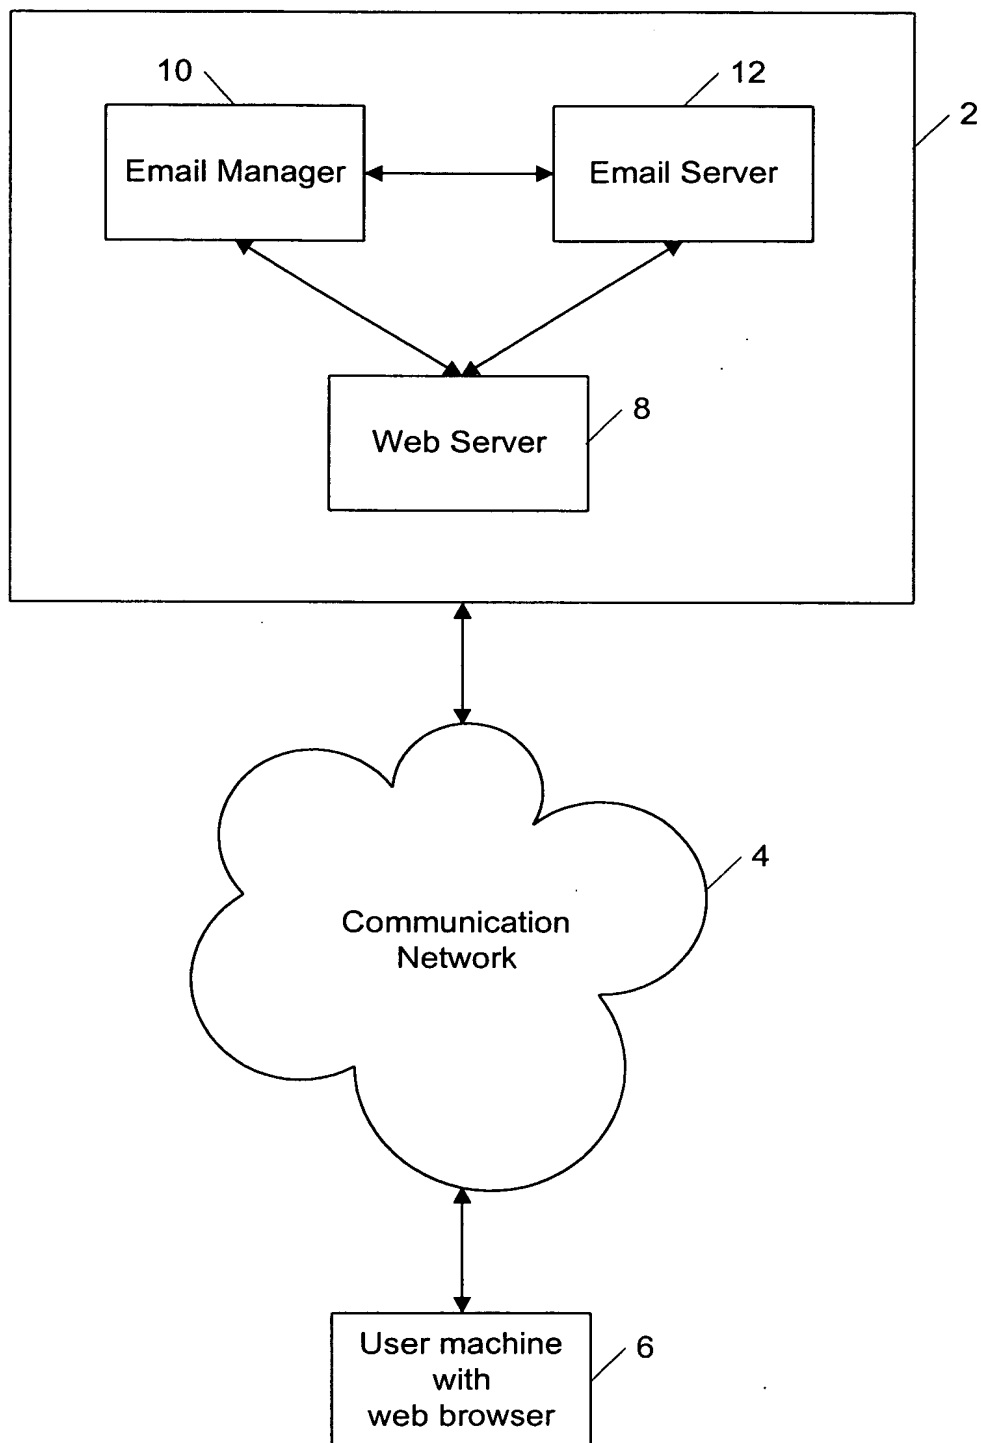 10
12
2
Email Manager
Email Server
8
Web Server
4
Communication
Network
6
User machine
with
web browser